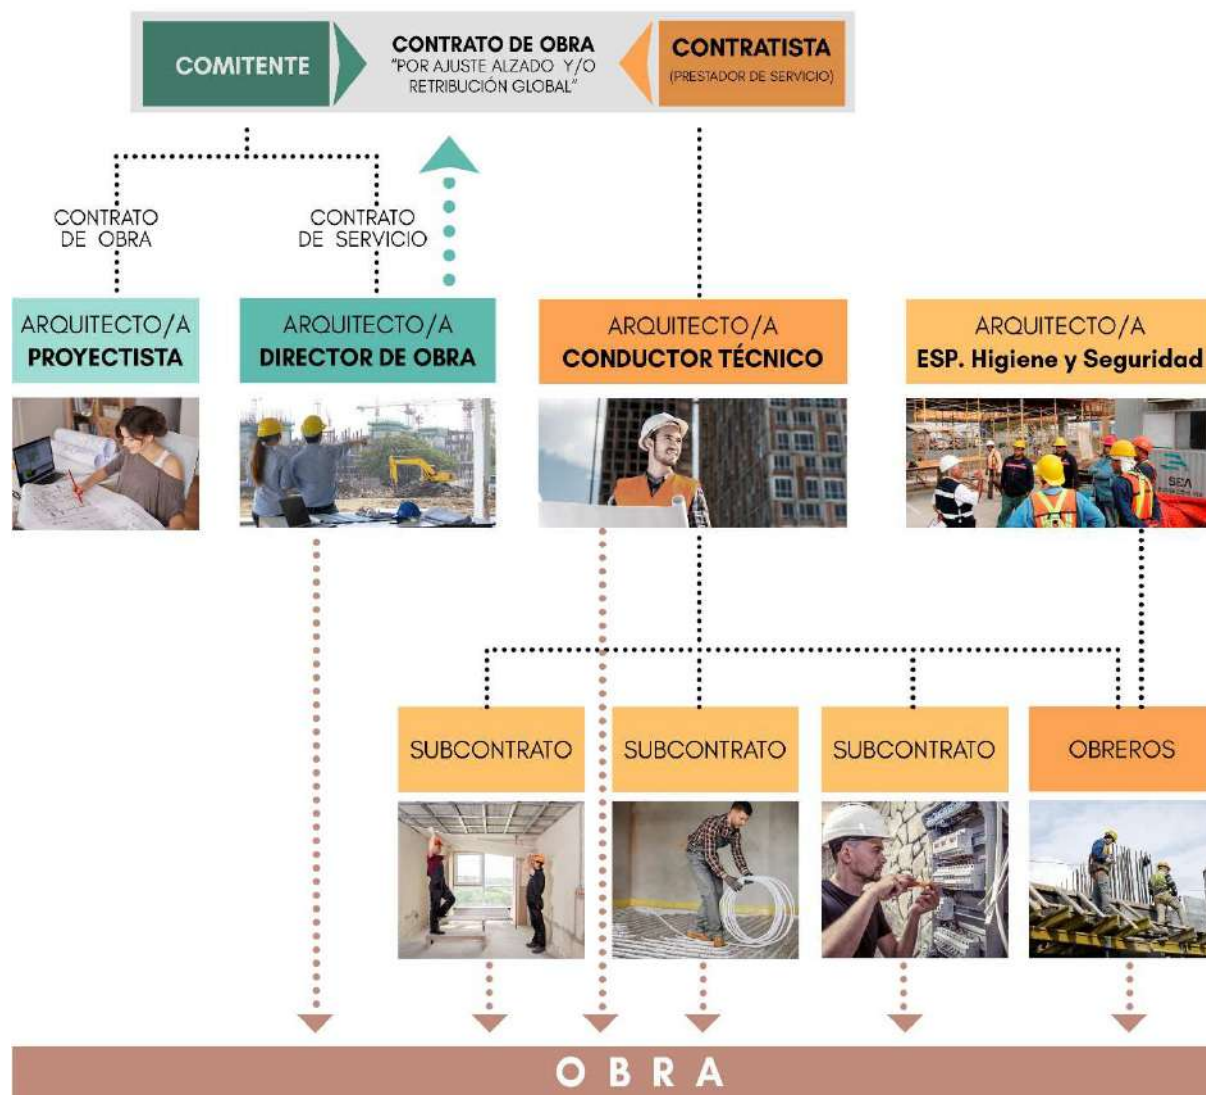 COMITENTE
CONTRATO DE OBRA
"POR AJUSTE ALZADO Y/O
RETRIBUCIÓN GLOBAL"
CONTRATISTA
(PRESTADOR DE SERVICIO)
CONTRATO
DE OBRA
CONTRATO
DE SERVICIO
ARQUITECTO/A
PROYECTISTA
ARQUITECTO/A
DIRECTOR DE OBRA
ARQUITECTO/A
CONDUCTOR TÉCNICO
ARQUITECTO/A
ESP. Higiene y Seguridad
SEA
SUBCONTRATO
SUBCONTRATO
SUBCONTRATO
OBREROS
OBRA